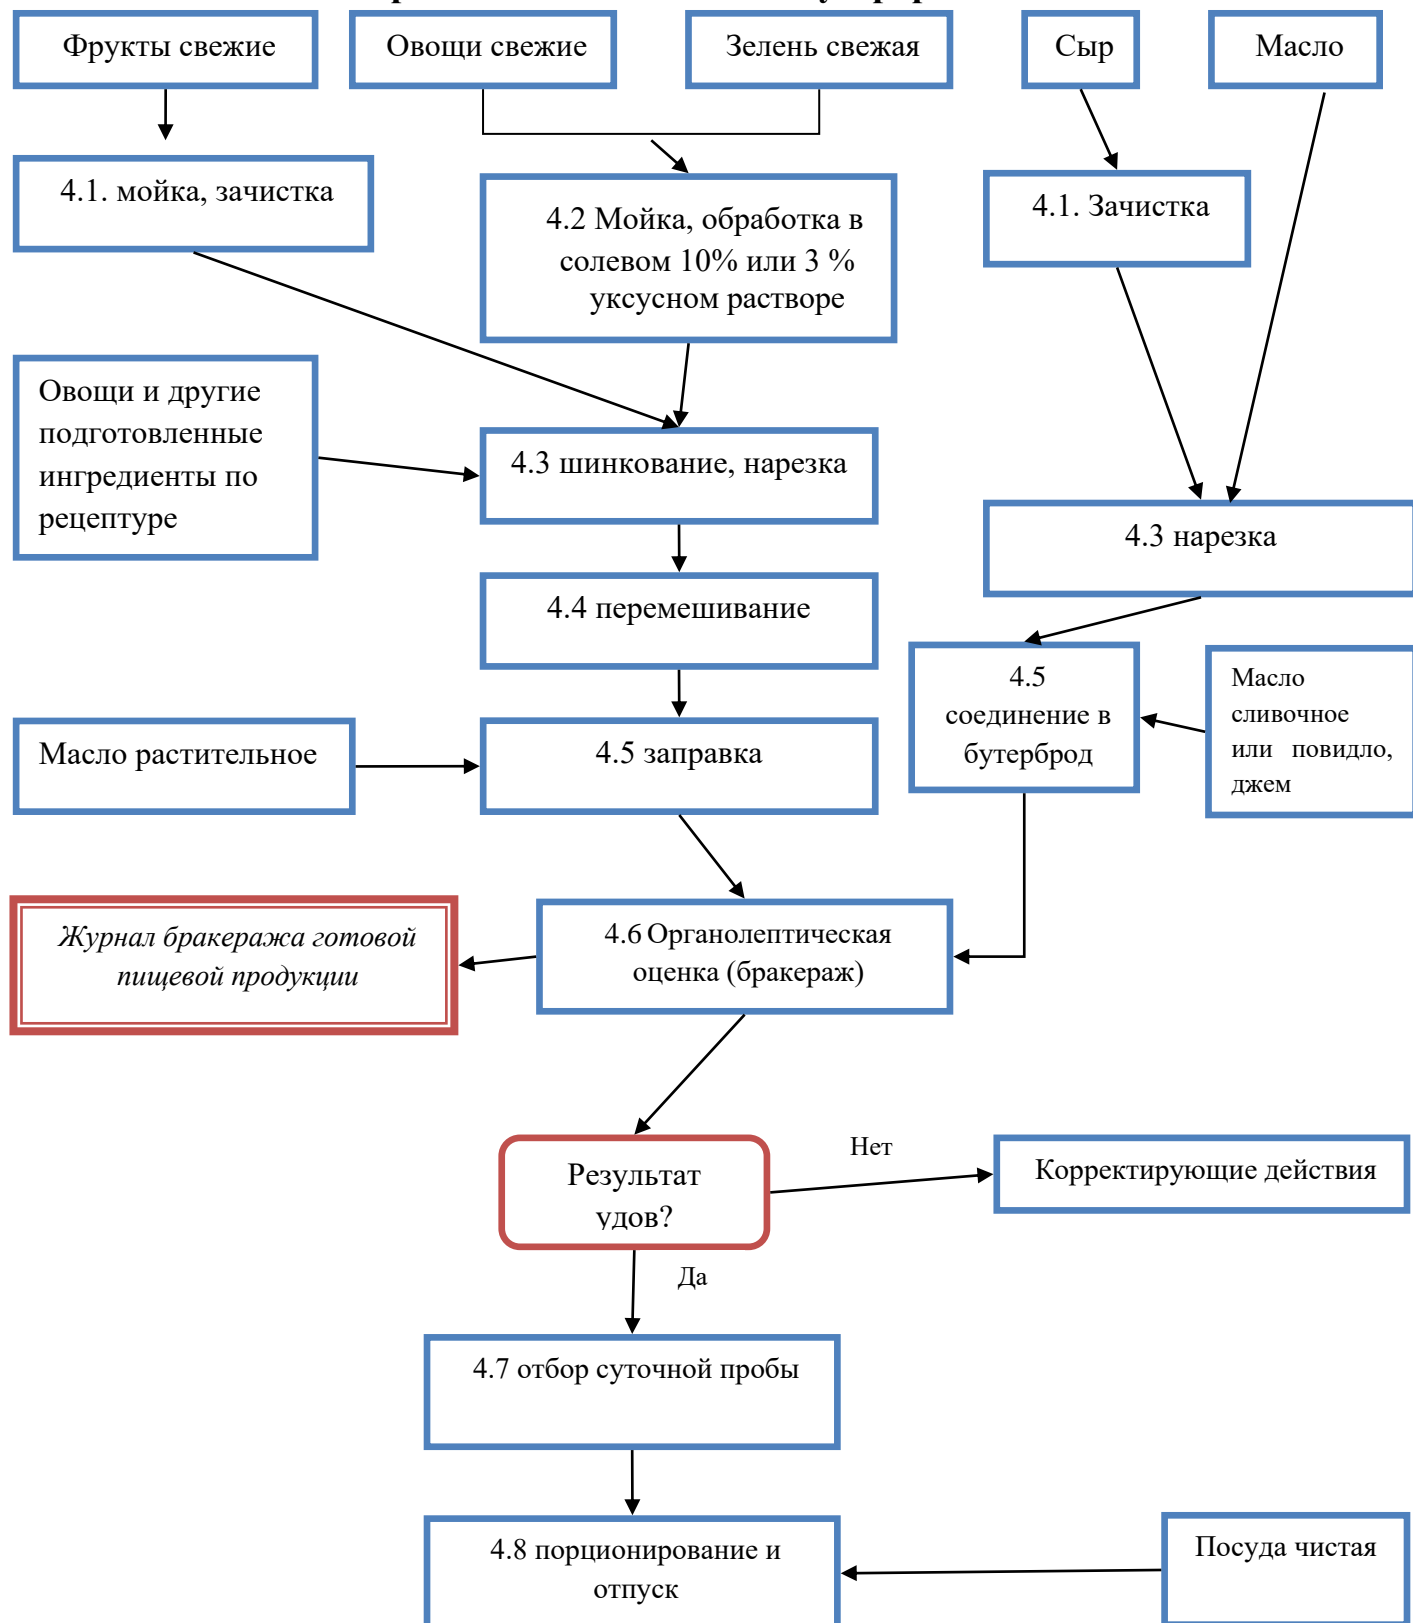 Фрукты свежие
Овощи свежие
Зелень свежая
Сыр
Масло
4.1. мойка, зачистка
4.2 Мойка, обработка в
солевом 10% или 3 %
уксусном растворе
4.1. Зачистка
Овощи и другие
подготовленные
ингредиенты по
рецептуре
4.3 шинкование, нарезка
4.3 нарезка
4.4 перемешивание
4.5
соединение в
бутерброд
Масло
сливочное
или повидло,
джем
Масло растительное
4.5 заправка
Журнал бракеража готовой
пищевой продукции
4.6 Органолептическая
оценка (бракераж)
Результат
удов?
Нет
Корректирующие действия
Да
4.7 отбор суточной пробы
4.8 порционирование и
отпуск
Посуда чистая